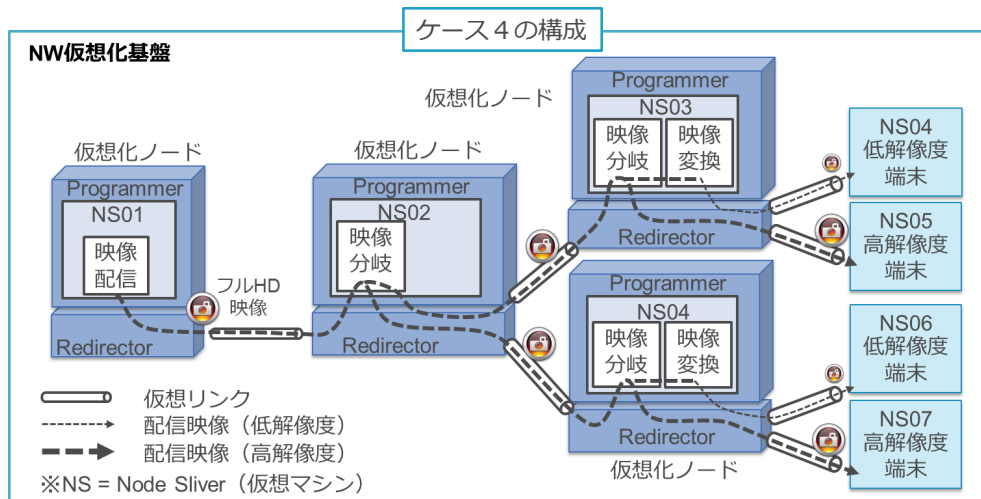 ケース４の構成
NW仮想化基盤
仮想化ノード
Programmer
NS01
映像
配信
Redirector
フルHD
映像
仮想化ノード
Programmer
NS02
映像
分岐
Redirector
仮想化ノード
Programmer
NS03
映像
分岐
映像
変換
Redirector
Programmer
NS04
映像
分岐
映像
変換
Redirector
仮想化ノード
NS04
低解像度
端末
NS05
高解像度
端末
NS06
低解像度
端末
NS07
高解像度
端末
仮想リンク
配信映像（低解像度）
配信映像（高解像度）
※NS = Node Sliver（仮想マシン）